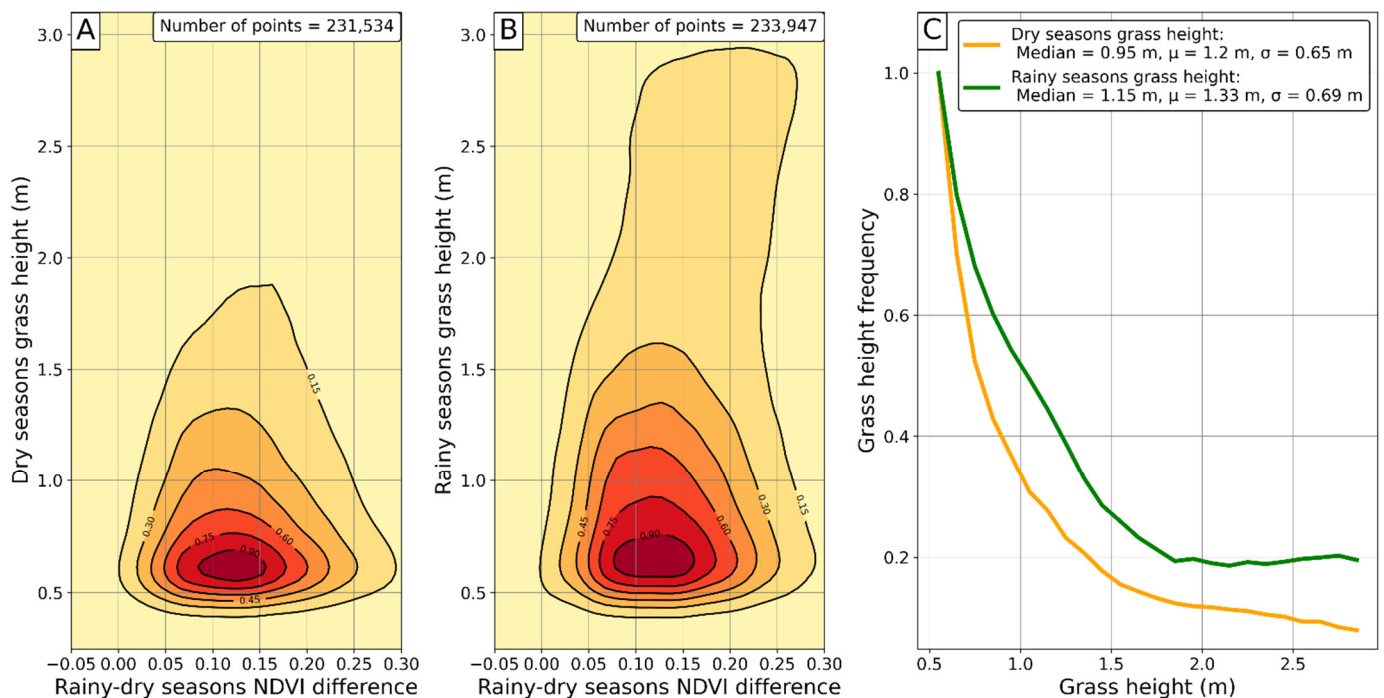 A
Number of points = 231,534
3.0
2.5
2.0
1.5
1.0
0.5
Dry seasons grass height (m)
0.15
0.30
0.75
0.90
0.60
0.45
−0.05 0.00 0.05 0.10 0.15 0.20 0.25 0.30
Rainy-dry seasons NDVI difference
B
Number of points = 233,947
3.0
2.5
2.0
1.5
1.0
0.5
Rainy seasons grass height (m)
0.45
0.75
0.90
0.60
0.30
0.15
−0.05 0.00 0.05 0.10 0.15 0.20 0.25 0.30
Rainy-dry seasons NDVI difference
C
Dry seasons grass height:
Median = 0.95 m, μ = 1.2 m, σ = 0.65 m
Rainy seasons grass height:
Median = 1.15 m, μ = 1.33 m, σ = 0.69 m
1.0
0.8
0.6
0.4
0.2
Grass height frequency
0.5 1.0 1.5 2.0 2.5
Grass height (m)